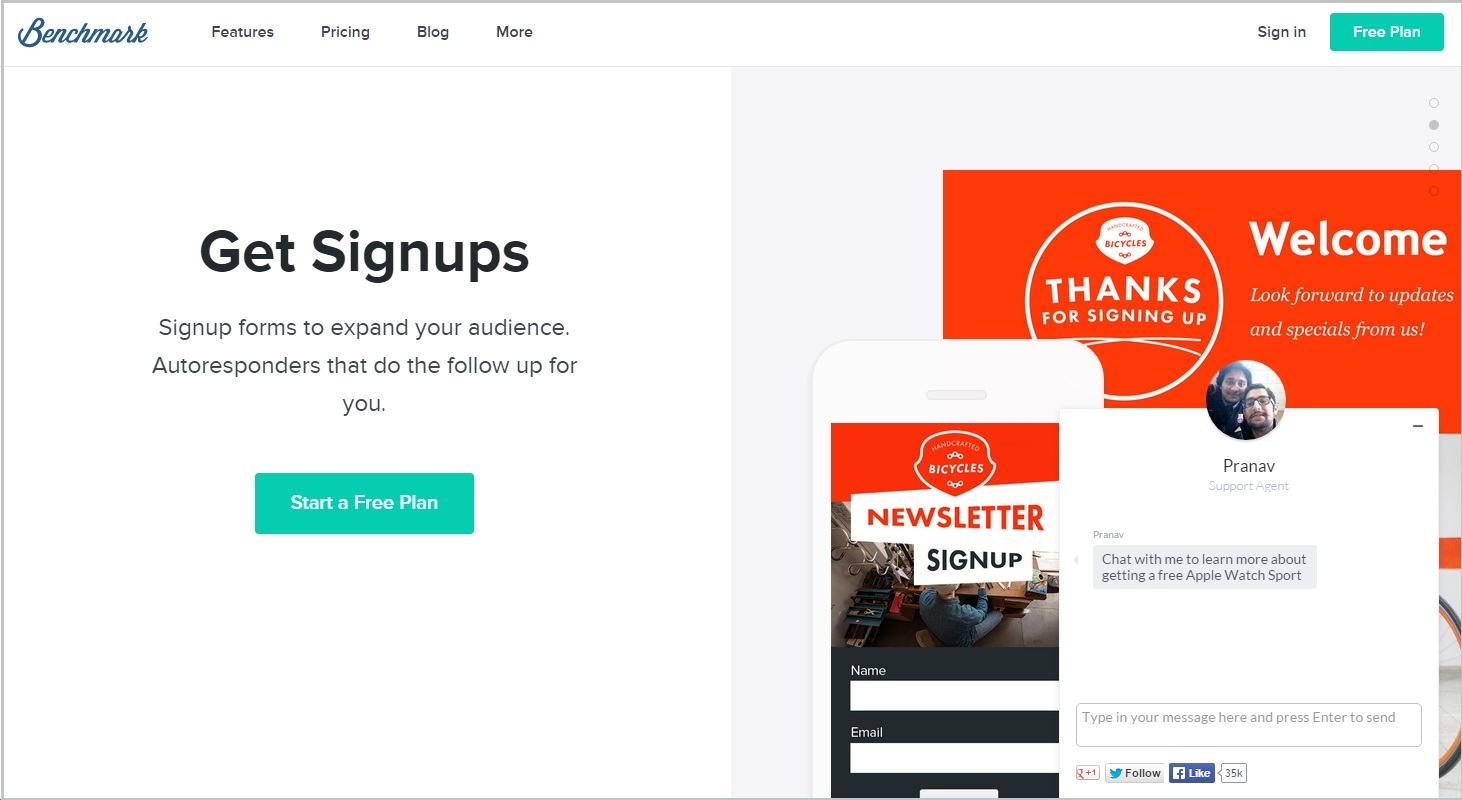 Benchmark
Features
Pricing
Blog
More
Sign in
Free Plan
Get Signups
Signup forms to expand your audience.
Autoresponders that do the follow up for
you.
Start a Free Plan
HANDCRAFTED
BICYCLES
THANKS
FOR SIGNING UP
Welcome
Look forward to updates
and specials from us!
HANDCRAFTED
BICYCLES
NEWSLETTER
SIGNUP
Name
Email
Pranav
Support Agent
Pranav
Chat with me to learn more about
getting a free Apple Watch Sport
Type in your message here and press Enter to send
g +1
Follow
f Like
35k